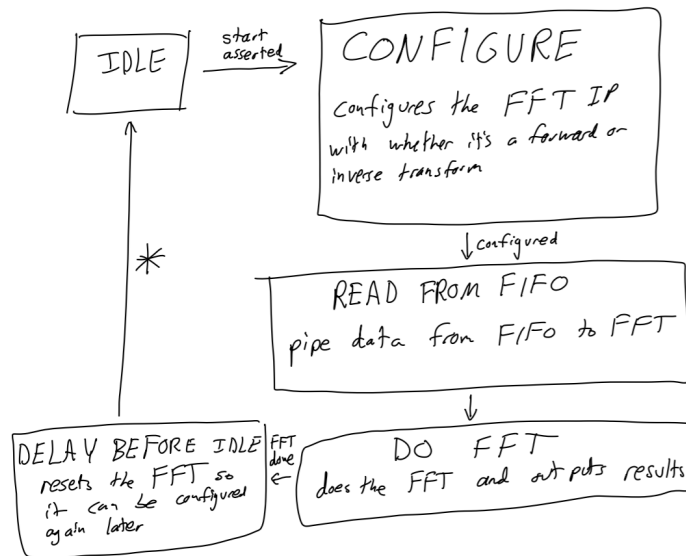 IDLE
start
asserted
CONFIGURE
configures the FFT IP
with whether it's a forward or
inverse transform
configured
READ FROM FIFO
pipe data from FIFO to FFT
DO FFT
does the FFT and outputs results
FFT
done
DELAY BEFORE IDLE
resets the FFT so
it can be configured
again later
*